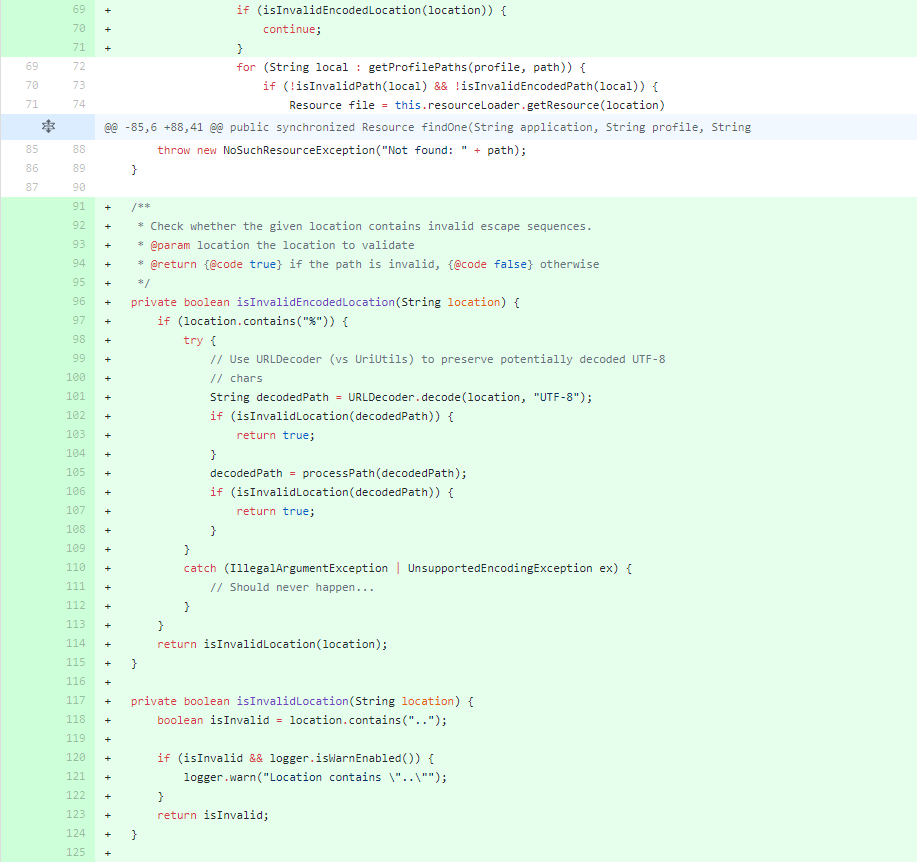 69 + if (isInvalidEncodedLocation(location)) {
70 + continue;
71 + }
69 72 for (String local : getProfilePaths(profile, path)) {
70 73 if (!isInvalidPath(local) && !isInvalidEncodedPath(local)) {
71 74 Resource file = this.resourceLoader.getResource(location)
@@ -85,6 +88,41 @@ public synchronized Resource findOne(String application, String profile, String
85 88 throw new NoSuchResourceException("Not found: " + path);
86 89 }
87 90
91 + /**
92 + * Check whether the given location contains invalid escape sequences.
93 + * @param location the location to validate
94 + * @return {@code true} if the path is invalid, {@code false} otherwise
95 + */
96 + private boolean isInvalidEncodedLocation(String location) {
97 + if (location.contains("%")) {
98 + try {
99 + // Use URLDecoder (vs UriUtils) to preserve potentially decoded UTF-8
100 + // chars
101 + String decodedPath = URLDecoder.decode(location, "UTF-8");
102 + if (isInvalidLocation(decodedPath)) {
103 + return true;
104 + }
105 + decodedPath = processPath(decodedPath);
106 + if (isInvalidLocation(decodedPath)) {
107 + return true;
108 + }
109 + }
110 + catch (IllegalArgumentException | UnsupportedEncodingException ex) {
111 + // Should never happen...
112 + }
113 + }
114 + return isInvalidLocation(location);
115 + }
116 +
117 + private boolean isInvalidLocation(String location) {
118 + boolean isInvalid = location.contains("..");
119 +
120 + if (isInvalid && logger.isWarnEnabled()) {
121 + logger.warn("Location contains \"..\"");
122 + }
123 + return isInvalid;
124 + }
125 +